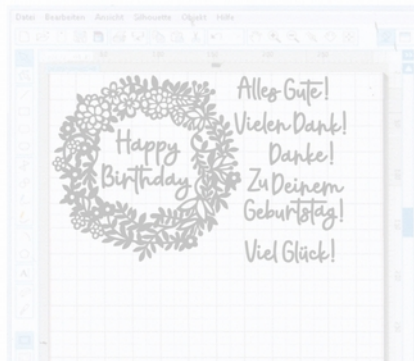 Datei Bearbeiten Ansicht Silhouette Objekt Hilfe
Happy
Birthday
Alles Gute!
Vielen Dank!
Danke!
Zu Deinem
Geburtstag!
Viel Glück!